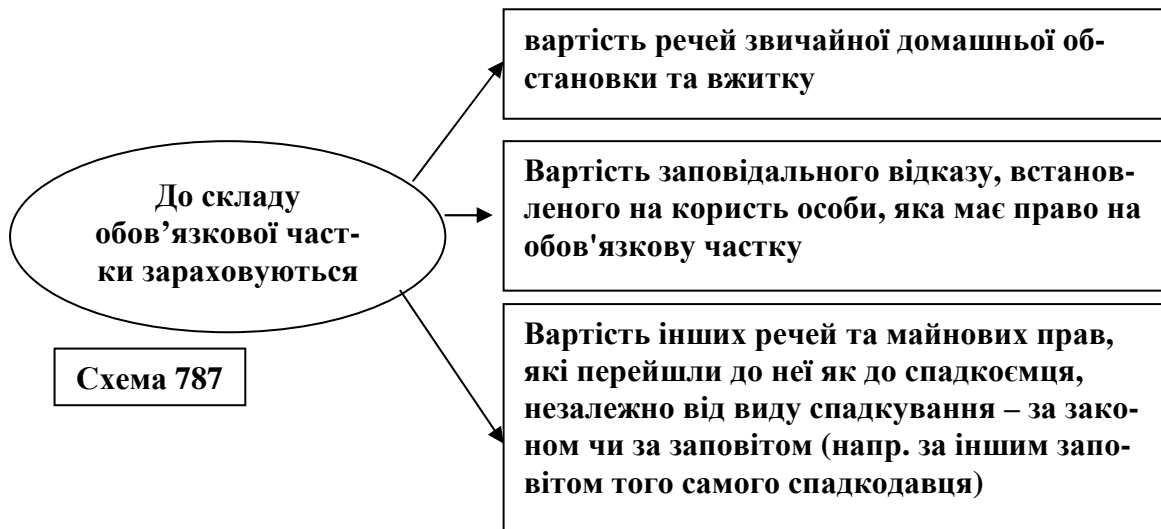 вартість речей звичайної домашньої об-
становки та вжитку
До складу
обов’язкової част-
ки зараховуються
Вартість заповідального відказу, встанов-
леного на користь особи, яка має право на
обов'язкову частку
Вартість інших речей та майнових прав,
які перейшли до неї як до спадкоємця,
незалежно від виду спадкування – за зако-
ном чи за заповітом (напр. за іншим запо-
вітом того самого спадкодавця)
Схема 787